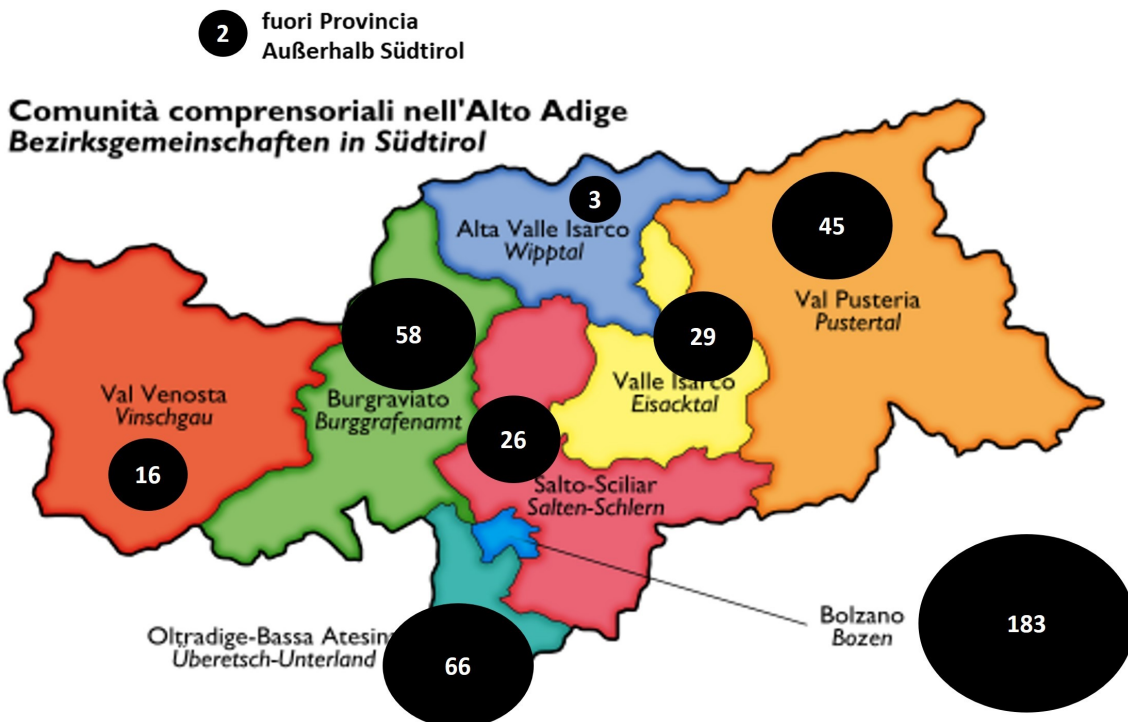 2
fuori Provincia
Außerhalb Südtirol
Comunità comprensoriali nell'Alto Adige
Bezirksgemeinschaften in Südtirol
3
Alta Valle Isarco
Wipptal
45
Val Pusteria
Pustertal
58
29
Val Venosta
Vinschgau
Burgraviato
Burggrafenamt
Valle Isarco
Eisacktal
16
26
Salto-Sciliar
Salten-Schlern
Bolzano
Bozen
183
Oltradige-Bassa Atesina
Überetsch-Unterland
66